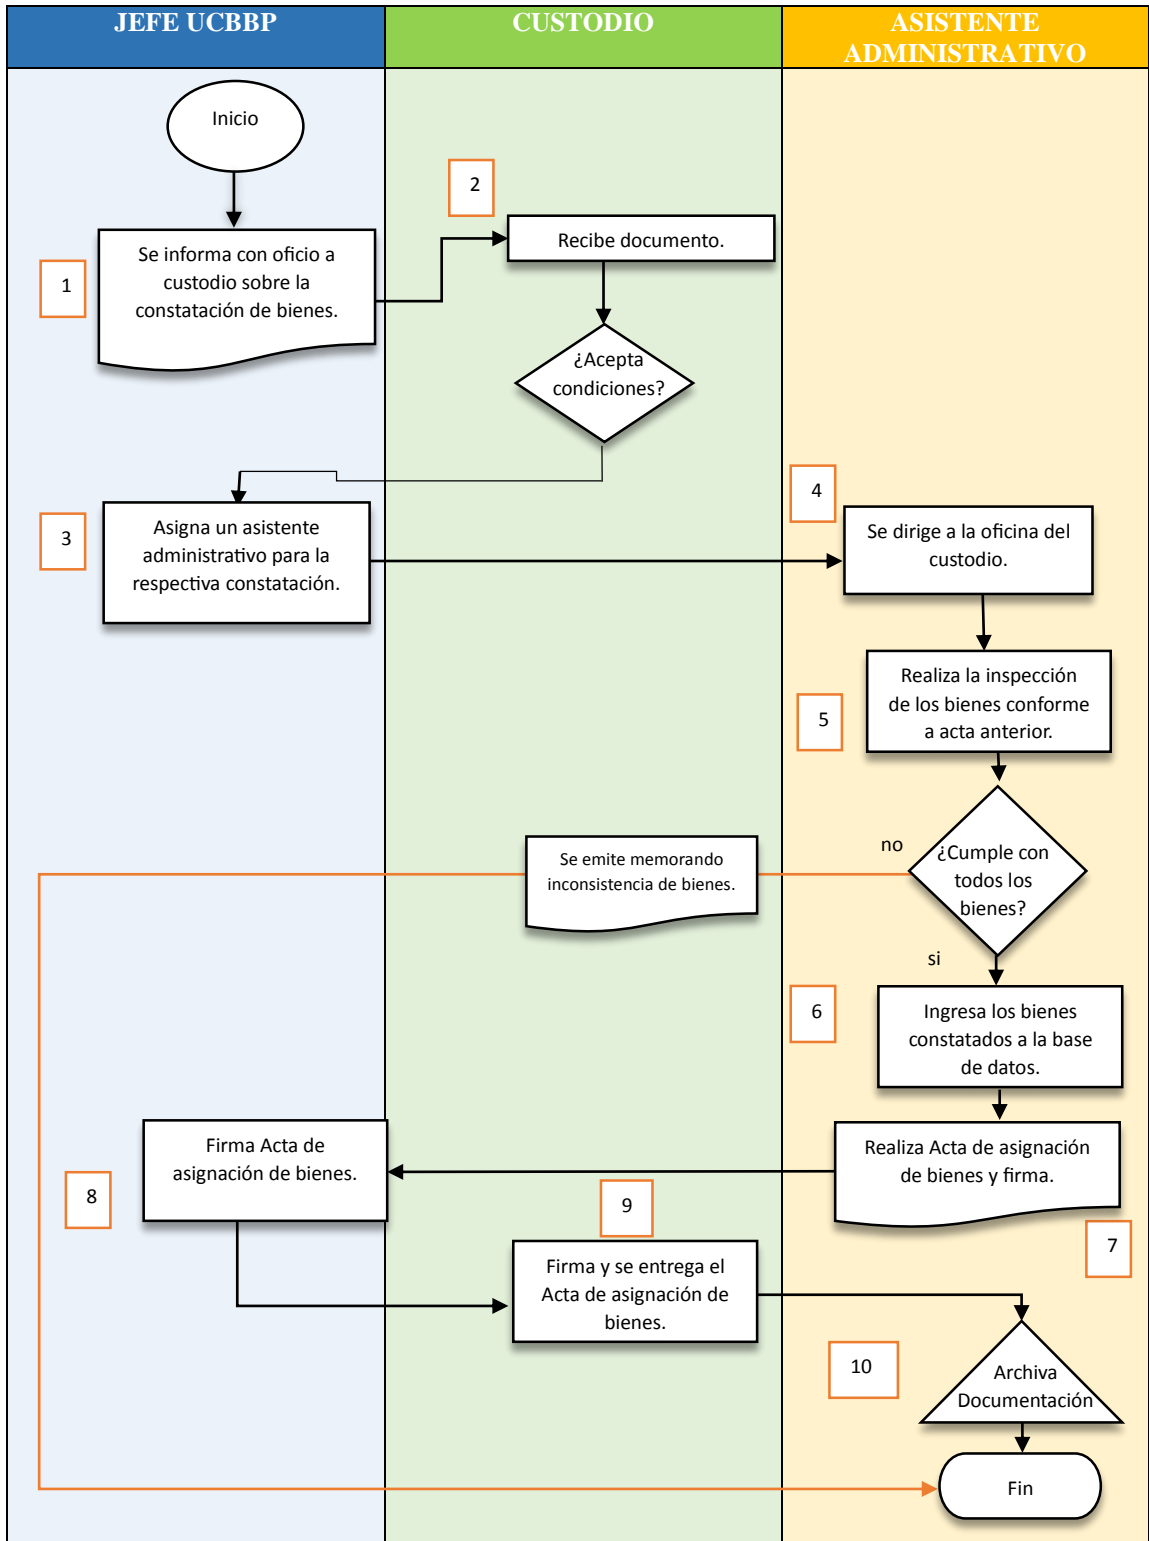 JEFE UCBBP
CUSTODIO
ASISTENTE
ADMINISTRATIVO
Inicio
1
Se informa con oficio a
custodio sobre la
constatación de bienes.
2
Recibe documento.
¿Acepta
condiciones?
3
Asigna un asistente
administrativo para la
respectiva constatación.
4
Se dirige a la oficina del
custodio.
5
Realiza la inspección
de los bienes conforme
a acta anterior.
¿Cumple con
todos los
bienes?
no
Se emite memorando
inconsistencia de bienes.
si
6
Ingresa los bienes
constatados a la base
de datos.
Realiza Acta de asignación
de bienes y firma.
7
8
Firma Acta de
asignación de bienes.
9
Firma y se entrega el
Acta de asignación de
bienes.
10
Archiva
Documentación
Fin